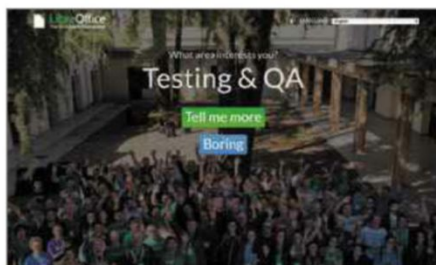 LibreOffice
What area interests you?
Testing & QA
Tell me more
Boring